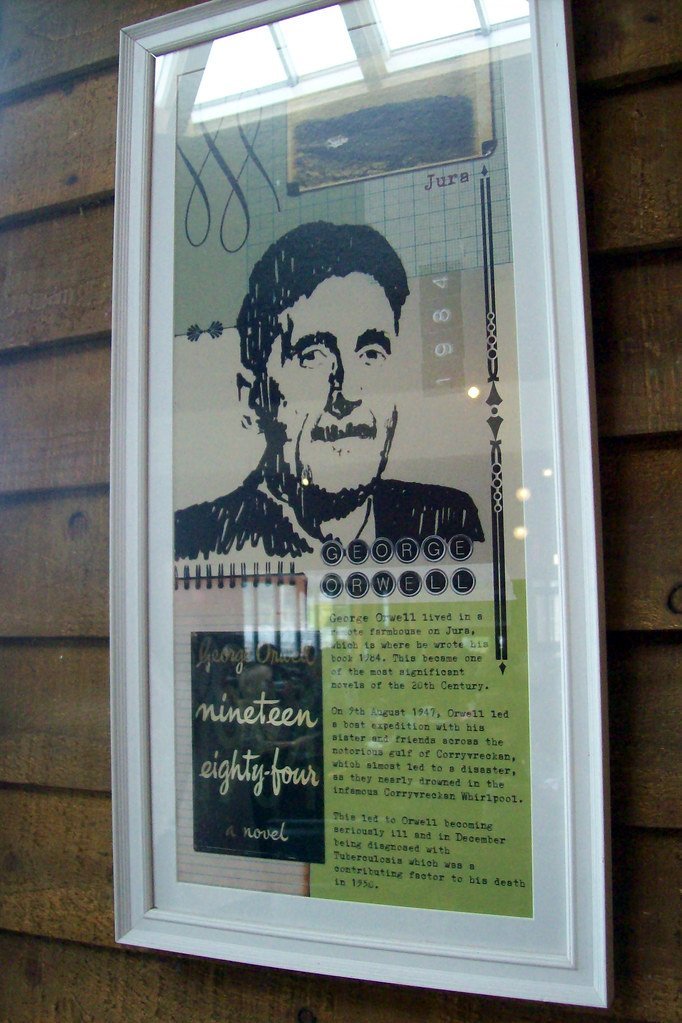 Jura
1984
GEORGE
ORWELL
George Orwell lived in a
remote farmhouse on Jura,
which is where he wrote his
book 1984. This became one
of the most significant
novels of the 20th Century.
On 9th August 1947, Orwell led
a boat expedition with his
sister and friends across the
notorious gulf of Corryvreckan,
which almost led to a disaster,
as they nearly drowned in the
infamous Corryvreckan Whirlpool.
This led to Orwell becoming
seriously ill and in December
being diagnosed with
Tuberculosis which was a
contributing factor to his death
in 1950.
George Orwell
nineteen
eighty-four
a novel